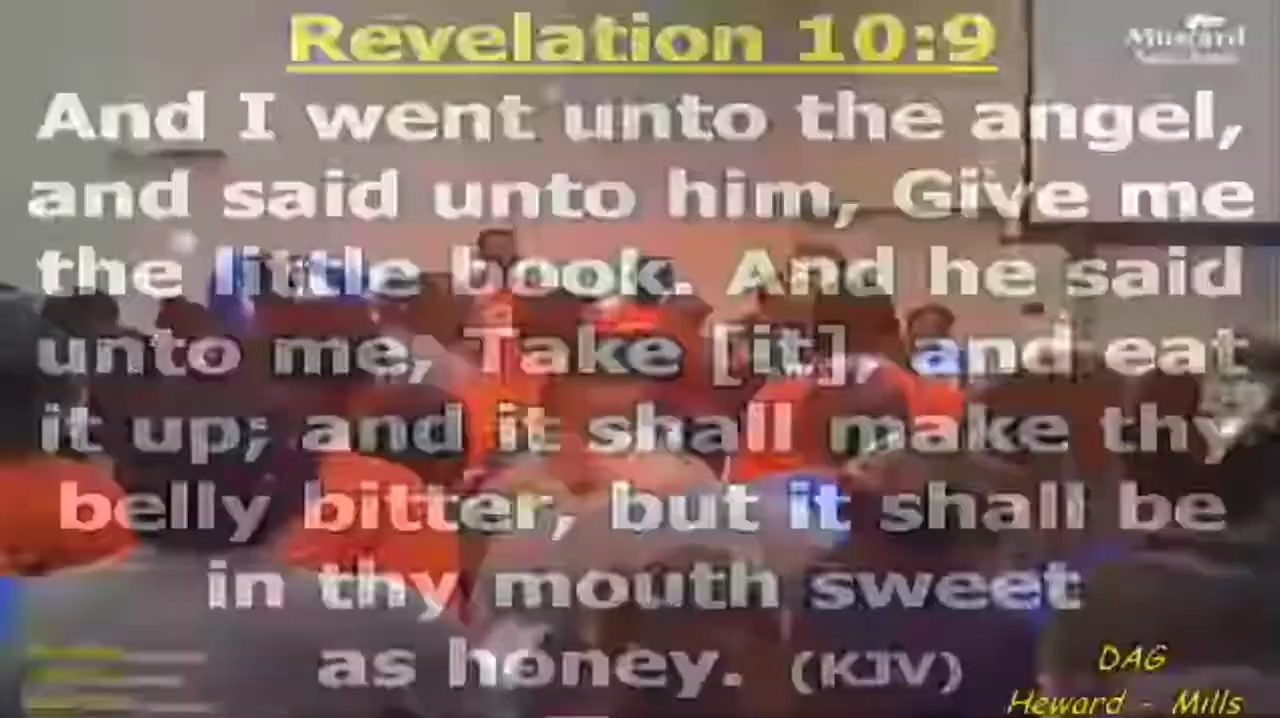 Revelation 10:9
Mustard
And I went unto the angel,
and said unto him, Give me
the little book. And he said
unto me, Take [it], and eat
it up; and it shall make thy
belly bitter, but it shall be
in thy mouth sweet
as honey. (KJV)
DAG
Heward - Mills